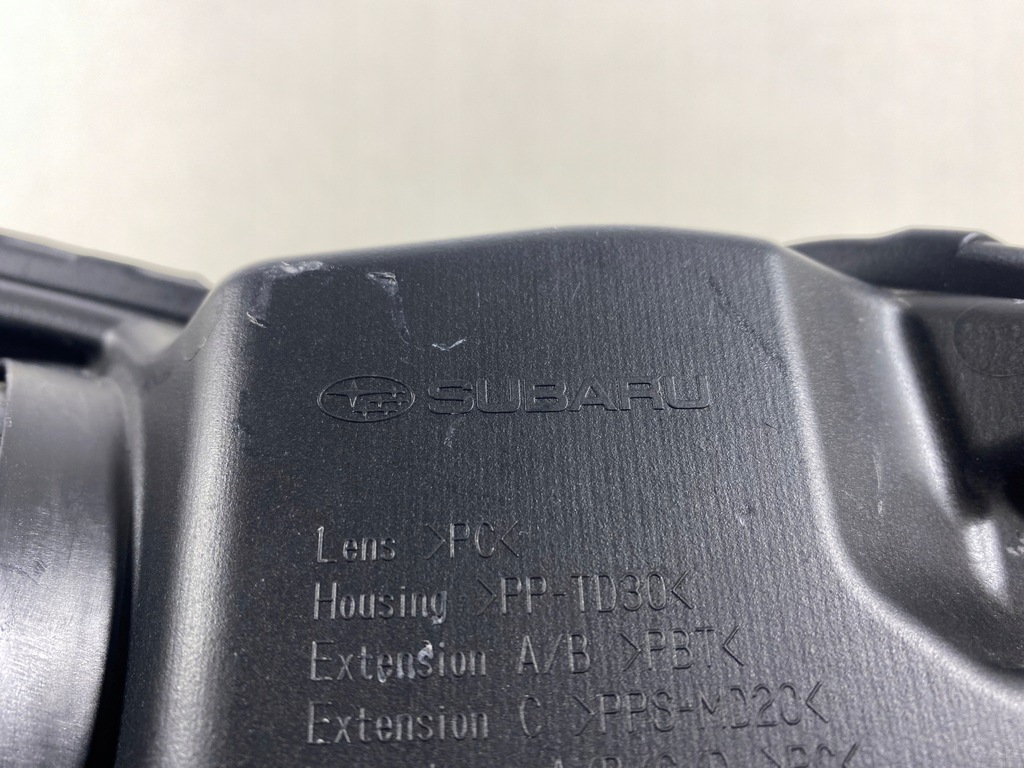 SUBARU
Lens >PC<
Housing >PP-TD30<
Extension A/B >PBT<
Extension C >PPS-MD20<